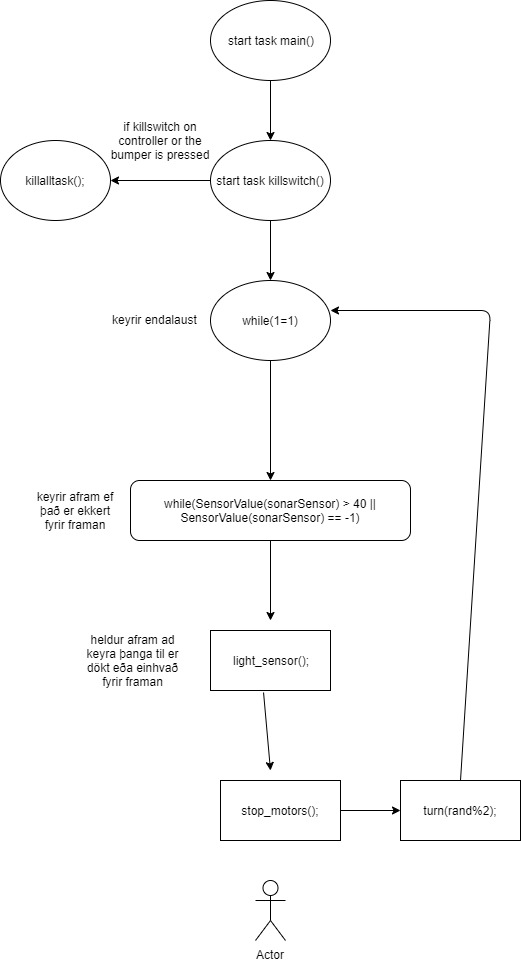 start task main()
if killswitch on
controller or the
bumper is pressed
killalltask();
start task killswitch()
keyrir endalaust
while(1=1)
keyrir afram ef
það er ekkert
fyrir framan
while(SensorValue(sonarSensor) > 40 ||
SensorValue(sonarSensor) == -1)
heldur afram ad
keyra þanga til er
dökt eða einhvað
fyrir framan
light_sensor();
stop_motors();
turn(rand%2);
Actor